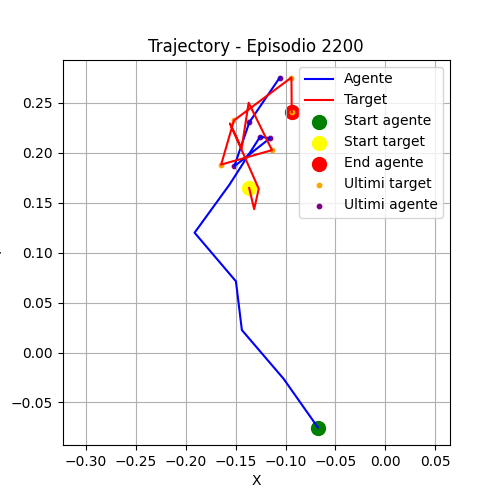 Trajectory - Episodio 2200
Agente
Target
Start agente
Start target
End agente
Ultimi target
Ultimi agente
0.25
0.20
0.15
0.10
0.05
0.00
−0.05
−0.30 −0.25 −0.20 −0.15 −0.10 −0.05 0.00 0.05
X